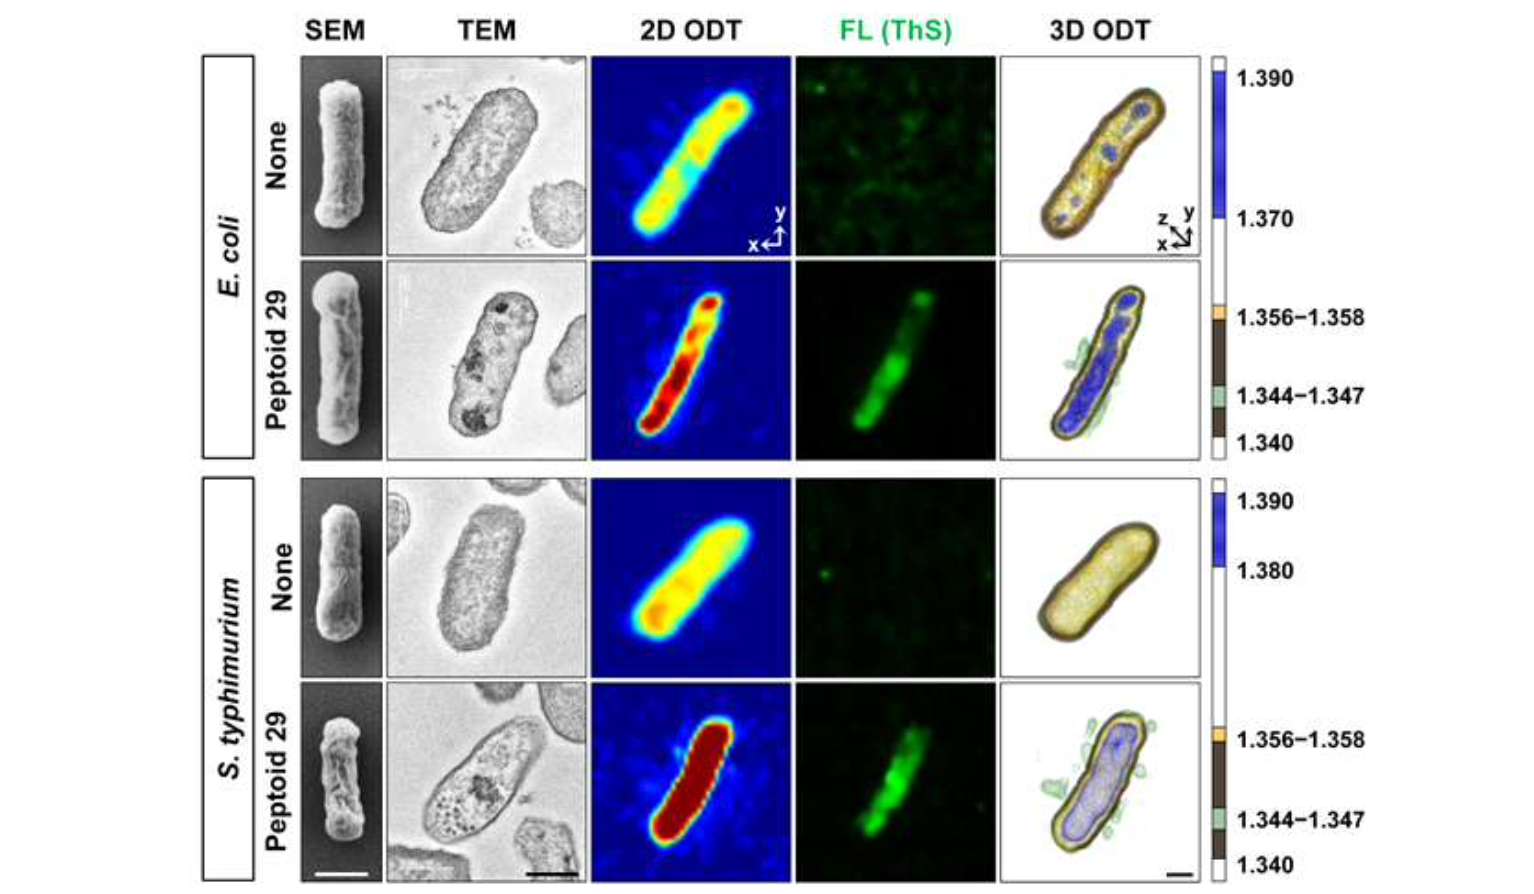 SEM TEM 2D ODT FL (ThS) 3D ODT
E. coli
None
y
x
z y
x
1.390
1.370
Peptoid 29
1.356−1.358
1.344−1.347
1.340
S. typhimurium
None
1.390
1.380
Peptoid 29
1.356−1.358
1.344−1.347
1.340